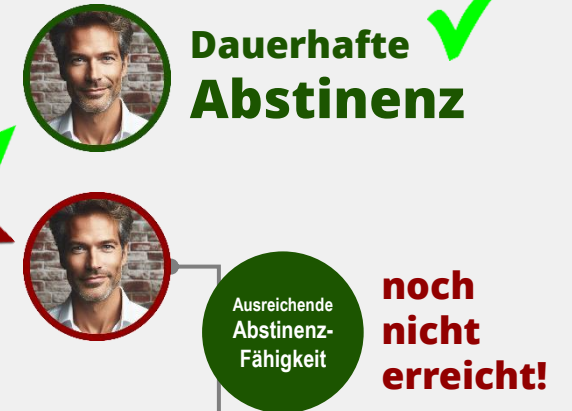 Dauerhafte
Abstinenz
Ausreichende
Abstinenz-
Fähigkeit
noch
nicht
erreicht!